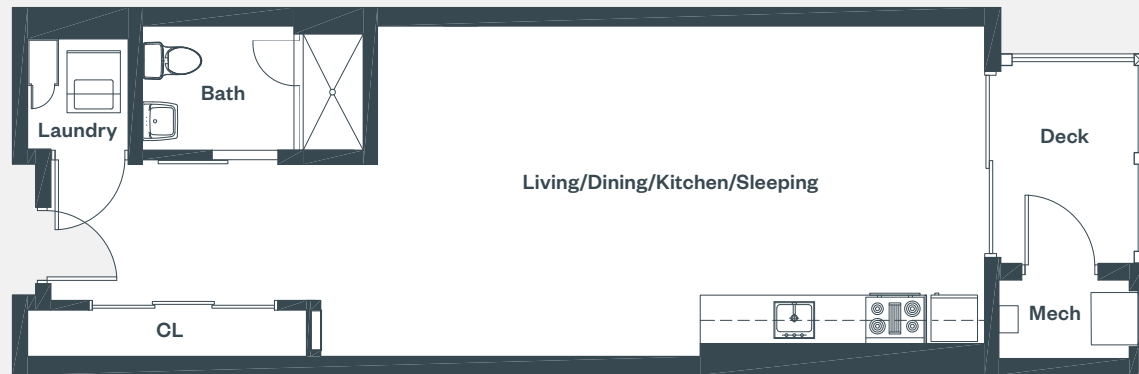 Bath
Laundry
Deck
Living/Dining/Kitchen/Sleeping
Mech
CL